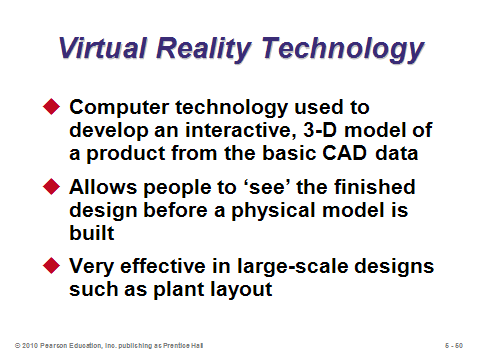 Virtual Reality Technology
Computer technology used to
develop an interactive, 3-D model of
a product from the basic CAD data
Allows people to ‘see’ the finished
design before a physical model is
built
Very effective in large-scale designs
such as plant layout
© 2010 Pearson Education, Inc. publishing as Prentice Hall
5 - 50